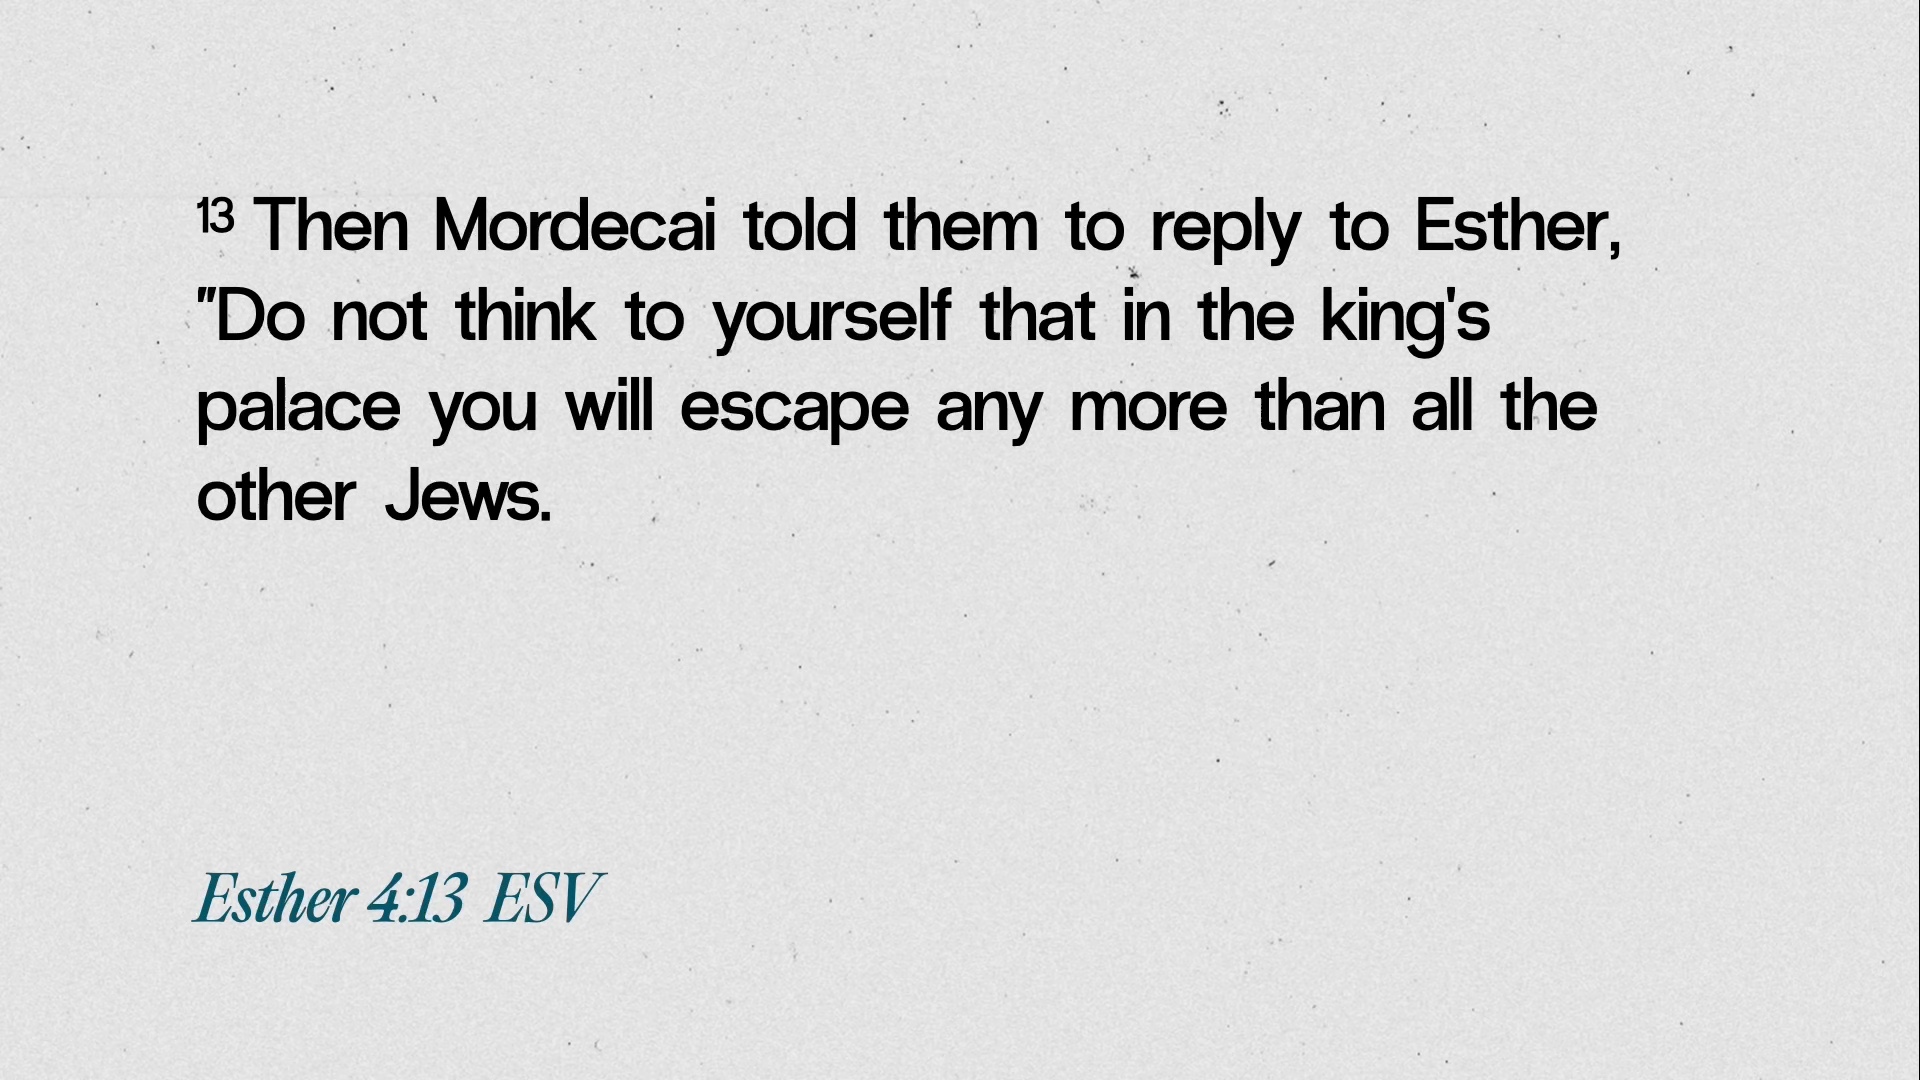 13 Then Mordecai told them to reply to Esther,
"Do not think to yourself that in the king's
palace you will escape any more than all the
other Jews.
Esther 4:13 ESV